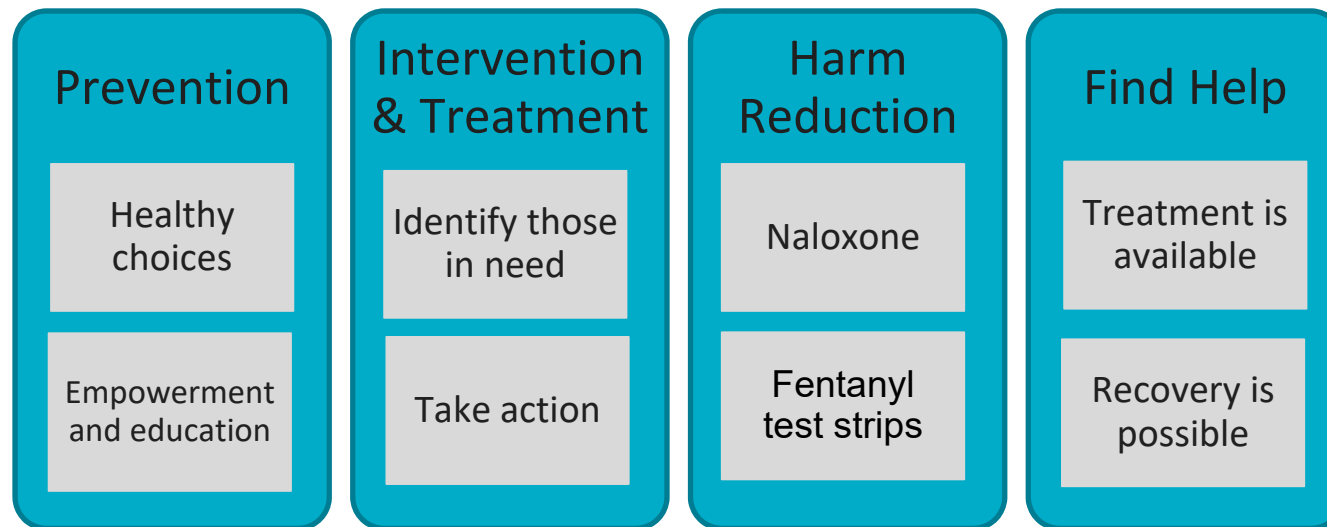 Prevention
Healthy
choices
Empowerment
and education
Intervention
& Treatment
Identify those
in need
Take action
Harm
Reduction
Naloxone
Fentanyl
test strips
Find Help
Treatment is
available
Recovery is
possible